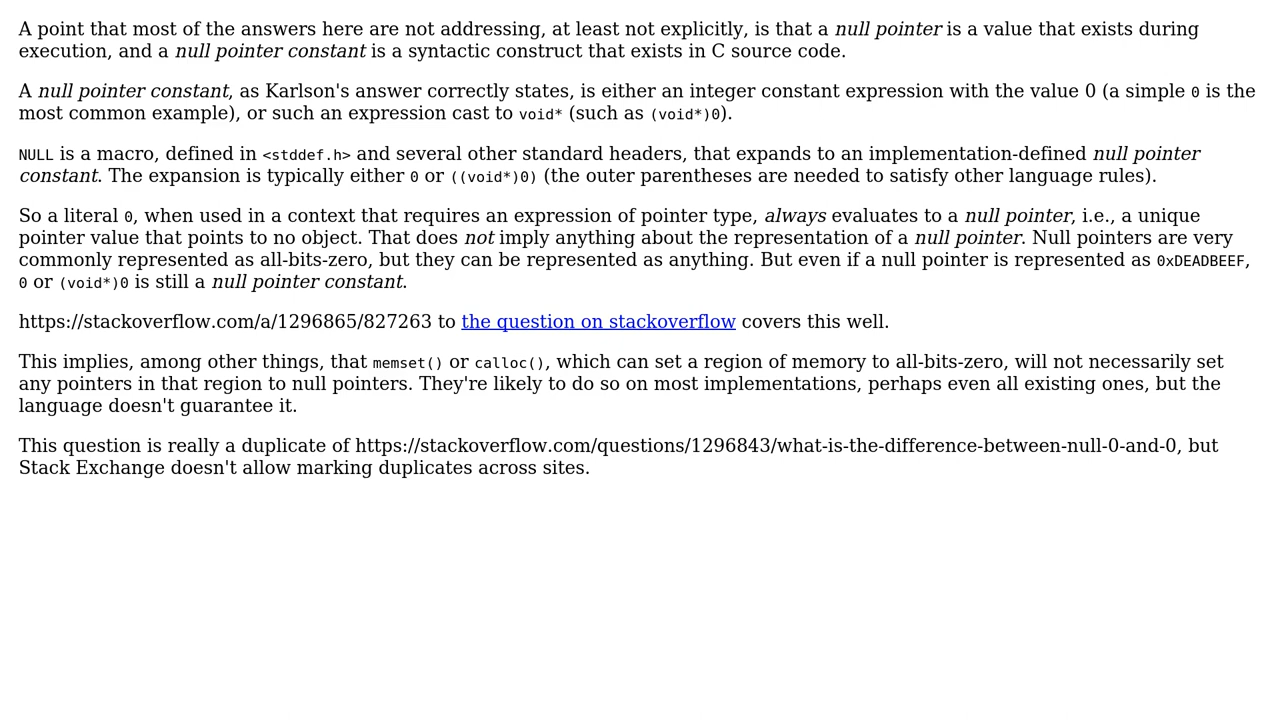 A point that most of the answers here are not addressing, at least not explicitly, is that a null pointer is a value that exists during
execution, and a null pointer constant is a syntactic construct that exists in C source code.
A null pointer constant, as Karlson's answer correctly states, is either an integer constant expression with the value 0 (a simple 0 is the
most common example), or such an expression cast to void* (such as (void*)0).
NULL is a macro, defined in <stddef.h> and several other standard headers, that expands to an implementation-defined null pointer
constant. The expansion is typically either 0 or ((void*)0) (the outer parentheses are needed to satisfy other language rules).
So a literal 0, when used in a context that requires an expression of pointer type, always evaluates to a null pointer, i.e., a unique
pointer value that points to no object. That does not imply anything about the representation of a null pointer. Null pointers are very
commonly represented as all-bits-zero, but they can be represented as anything. But even if a null pointer is represented as 0xDEADBEEF,
0 or (void*)0 is still a null pointer constant.
https://stackoverflow.com/a/1296865/827263 to the question on stackoverflow covers this well.
This implies, among other things, that memset() or calloc(), which can set a region of memory to all-bits-zero, will not necessarily set
any pointers in that region to null pointers. They're likely to do so on most implementations, perhaps even all existing ones, but the
language doesn't guarantee it.
This question is really a duplicate of https://stackoverflow.com/questions/1296843/what-is-the-difference-between-null-0-and-0, but
Stack Exchange doesn't allow marking duplicates across sites.